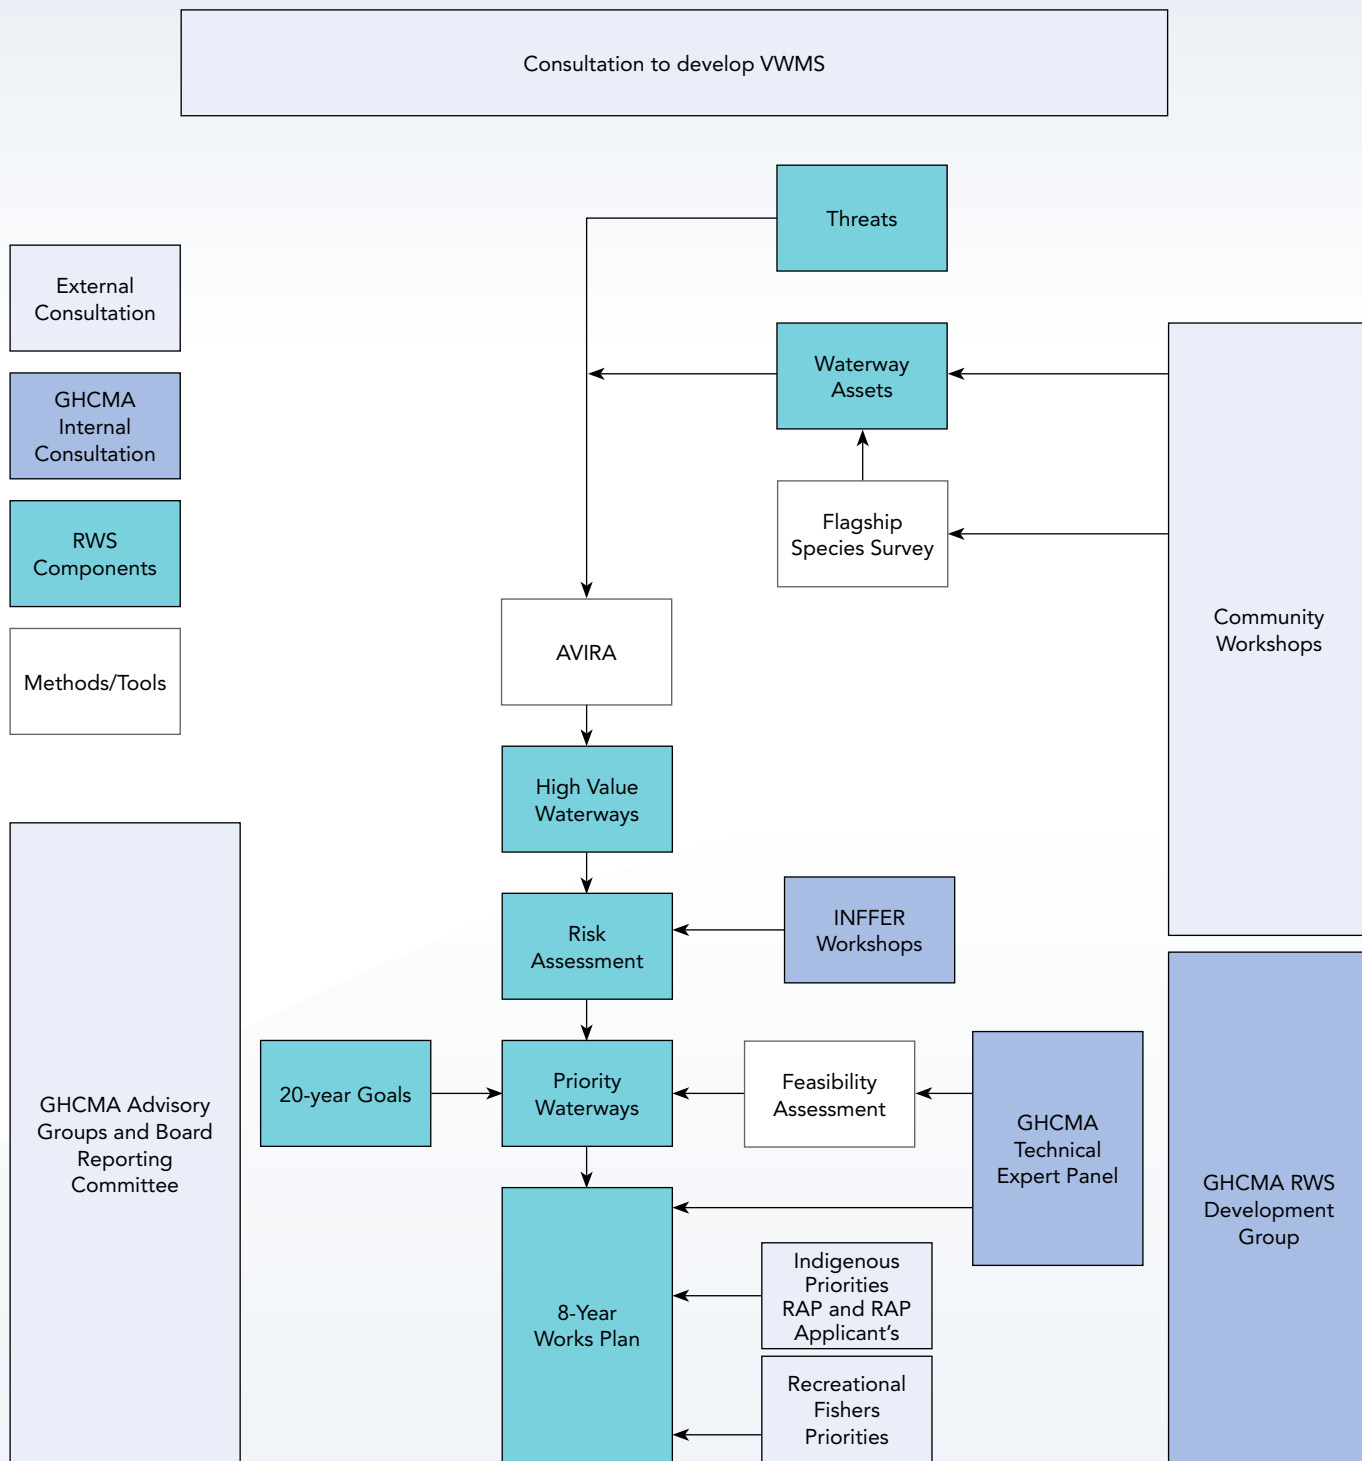 Consultation to develop VWMS
Threats
External
Consultation
Waterway
Assets
GHCMA
Internal
Consultation
Flagship
Species Survey
RWS
Components
Community
Workshops
Methods/Tools
AVIRA
High Value
Waterways
Risk
Assessment
INFFER
Workshops
GHCMA Advisory
Groups and Board
Reporting
Committee
20-year Goals
Priority
Waterways
Feasibility
Assessment
GHCMA
Technical
Expert Panel
GHCMA RWS
Development
Group
8-Year
Works Plan
Indigenous
Priorities
RAP and RAP
Applicant's
Recreational
Fishers
Priorities